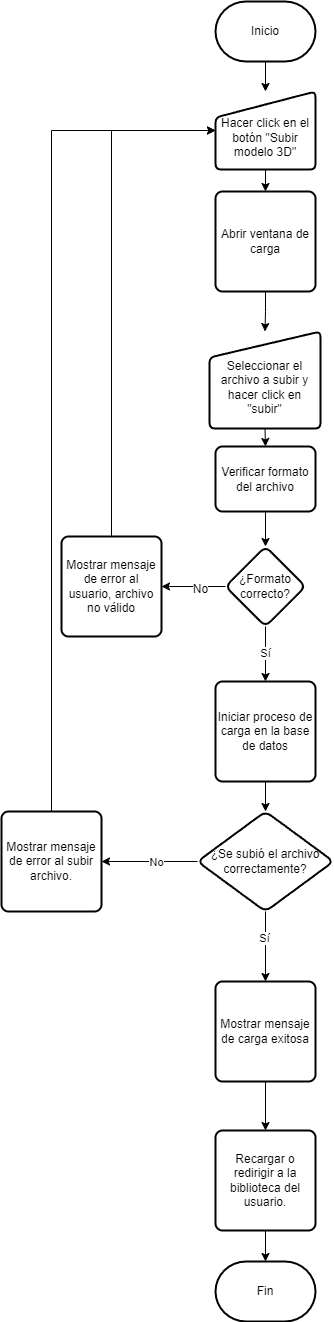 Inicio
Hacer click en el
botón "Subir
modelo 3D"
Abrir ventana de
carga
Seleccionar el
archivo a subir y
hacer click en
"subir"
Verificar formato
del archivo
¿Formato
correcto?
No
Mostrar mensaje
de error al
usuario, archivo
no válido
Sí
Iniciar proceso de
carga en la base
de datos
¿Se subió el archivo
correctamente?
No
Mostrar mensaje
de error al subir
archivo.
Sí
Mostrar mensaje
de carga exitosa
Recargar o
redirigir a la
biblioteca del
usuario.
Fin